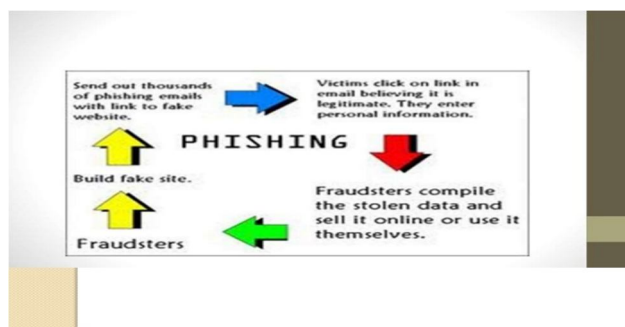 Send out thousands
of phishing emails
with link to fake
website.
Victims click on link in
email believing it is
legitimate. They enter
personal information.
PHISHING
Build fake site.
Fraudsters compile
the stolen data and
sell it online or use it
themselves.
Fraudsters